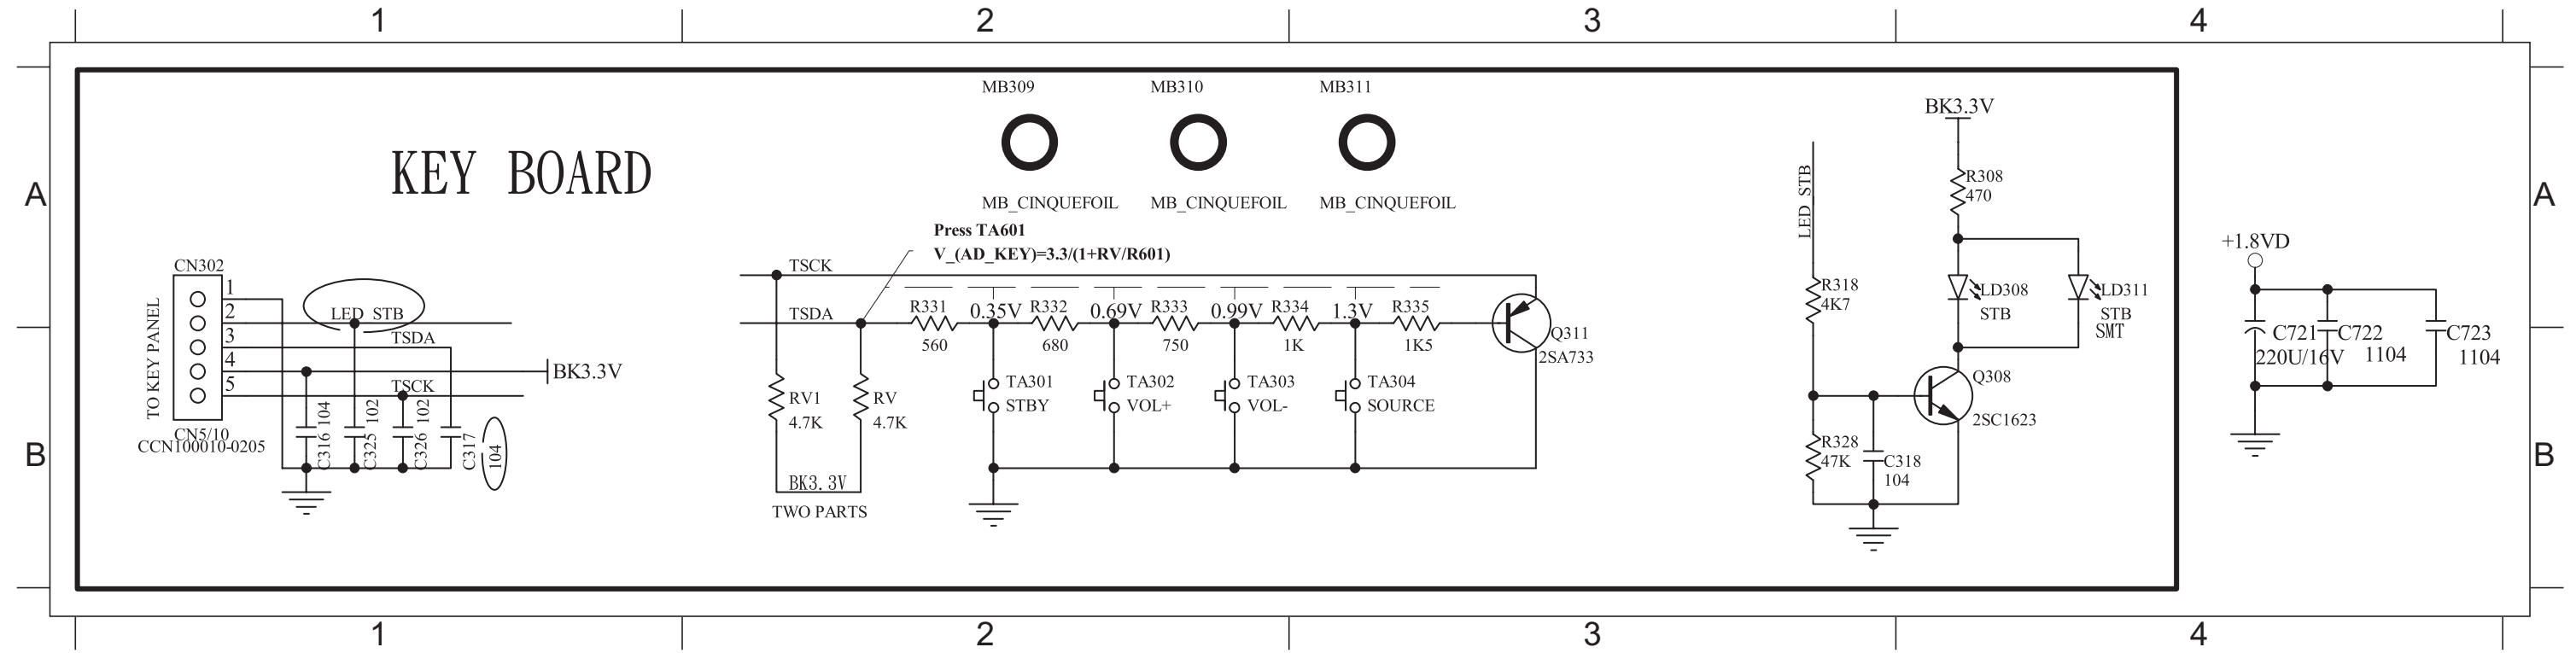 1 2 3 4
A A
B B
KEY BOARD
MB309 MB310 MB311
MB_CINQUEFOIL MB_CINQUEFOIL MB_CINQUEFOIL
CN302
TO KEY PANEL
1
2
3
4
5
CN5/10
CCN100010-0205
LED_STB
TSDA
BK3.3V
TSCK
C316 104
C325 102
C326 102
C317
104
Press TA601
V_(AD_KEY)=3.3/(1+RV/R601)
TSCK
TSDA
R331 0.35V R332 0.69V R333 0.99V R334 1.3V R335
560 680 750 1K 1K5
Q311
2SA733
RV1
4.7K
RV
4.7K
BK3.3V
TWO PARTS
TA301
STBY
TA302
VOL+
TA303
VOL-
TA304
SOURCE
LED_STB
R318
4K7
R328
47K
C318
104
BK3.3V
R308
470
LD308
STB
LD311
STB
SMT
Q308
2SC1623
+1.8VD
C721
220U/16V
C722
1104
C723
1104
1 2 3 4